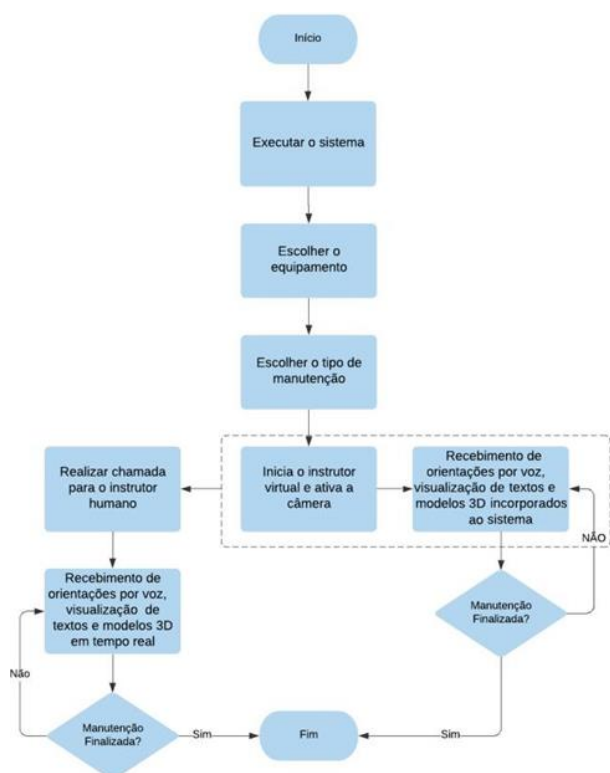 Início
Executar o sistema
Escolher o
equipamento
Escolher o tipo de
manutenção
Realizar chamada
para o instrutor
humano
Inicia o instrutor
virtual e ativa a
câmera
Recebimento de
orientações por voz,
visualização de textos e
modelos 3D incorporados
ao sistema
NÃO
Manutenção
Finalizada?
Recebimento de
orientações por voz,
visualização de
textos e modelos 3D
em tempo real
Não
Manutenção
Finalizada?
Sim
Fim
Sim